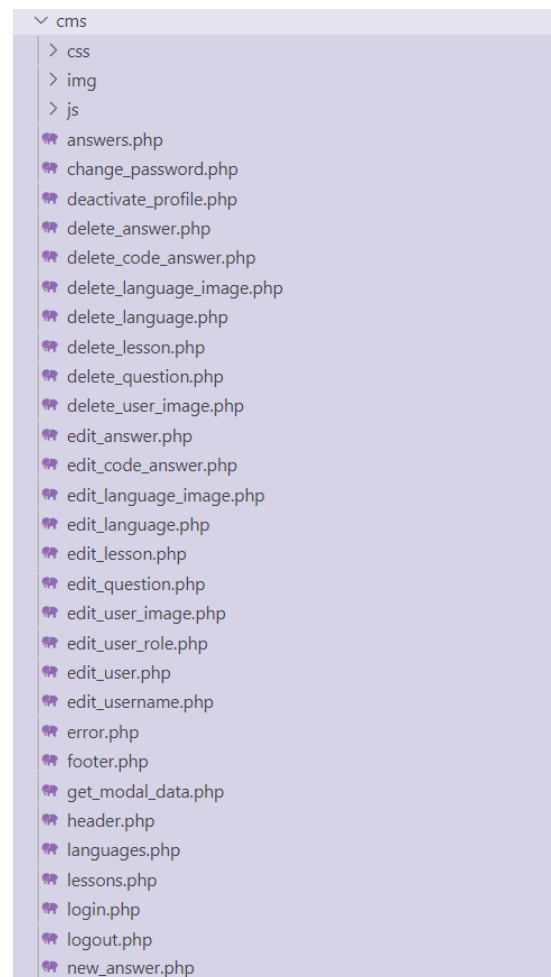 cms
css
img
js
answers.php
change_password.php
deactivate_profile.php
delete_answer.php
delete_code_answer.php
delete_language_image.php
delete_language.php
delete_lesson.php
delete_question.php
delete_user_image.php
edit_answer.php
edit_code_answer.php
edit_language_image.php
edit_language.php
edit_lesson.php
edit_question.php
edit_user_image.php
edit_user_role.php
edit_user.php
edit_username.php
error.php
footer.php
get_modal_data.php
header.php
languages.php
lessons.php
login.php
logout.php
new_answer.php